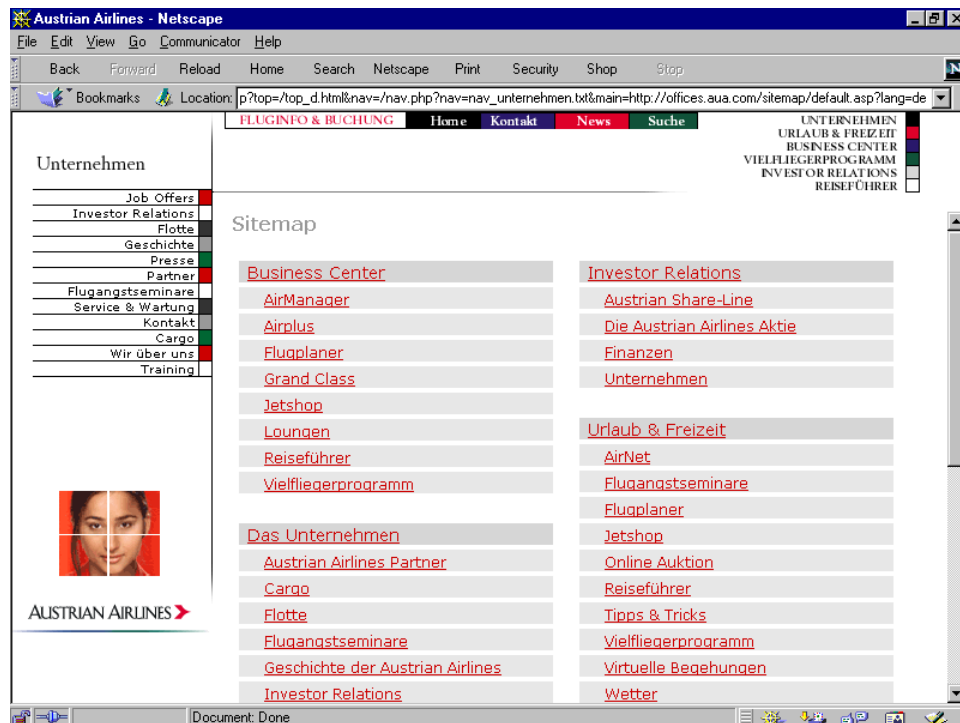 Austrian Airlines - Netscape
File Edit View Go Communicator Help
Back Forward Reload Home Search Netscape Print Security Shop Stop
N
Bookmarks Location: p?top=/top_d.html&nav=/nav.php?nav=nav_unternehmen.txt&main=http://offices.aua.com/sitemap/default.asp?lang=de
FLUGINFO & BUCHUNG Home Kontakt News Suche
UNTERNEHMEN
URLAUB & FREIZEIT
BUSINESS CENTER
VIELFLIEGERPROGRAMM
INVESTOR RELATIONS
REISEFÜHRER
Unternehmen
Job Offers
Investor Relations
Flotte
Geschichte
Presse
Partner
Flugangstseminare
Service & Wartung
Kontakt
Cargo
Wir über uns
Training
AUSTRIAN AIRLINES
Sitemap
Business Center
AirManager
Airplus
Flugplaner
Grand Class
Jetshop
Loungen
Reiseführer
Vielfliegerprogramm
Das Unternehmen
Austrian Airlines Partner
Cargo
Flotte
Flugangstseminare
Geschichte der Austrian Airlines
Investor Relations
Investor Relations
Austrian Share-Line
Die Austrian Airlines Aktie
Finanzen
Unternehmen
Urlaub & Freizeit
AirNet
Flugangstseminare
Flugplaner
Jetshop
Online Auktion
Reiseführer
Tipps & Tricks
Vielfliegerprogramm
Virtuelle Begehungen
Wetter
Document: Done